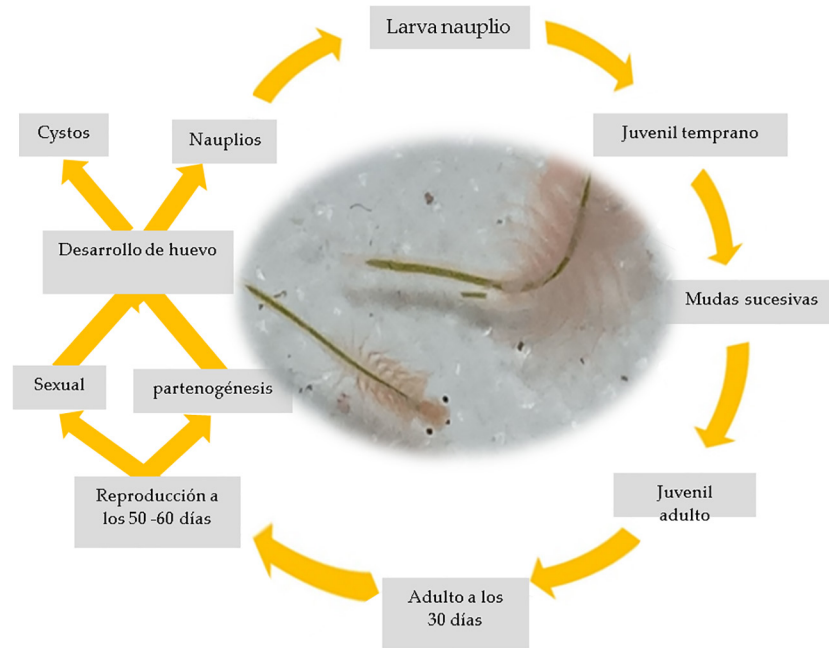 Larva nauplio
Juvenil temprano
Mudas sucesivas
Juvenil
adulto
Adulto a los
30 días
Reproducción a
los 50 -60 días
Sexual
partenogénesis
Desarrollo de huevo
Cystos
Nauplios